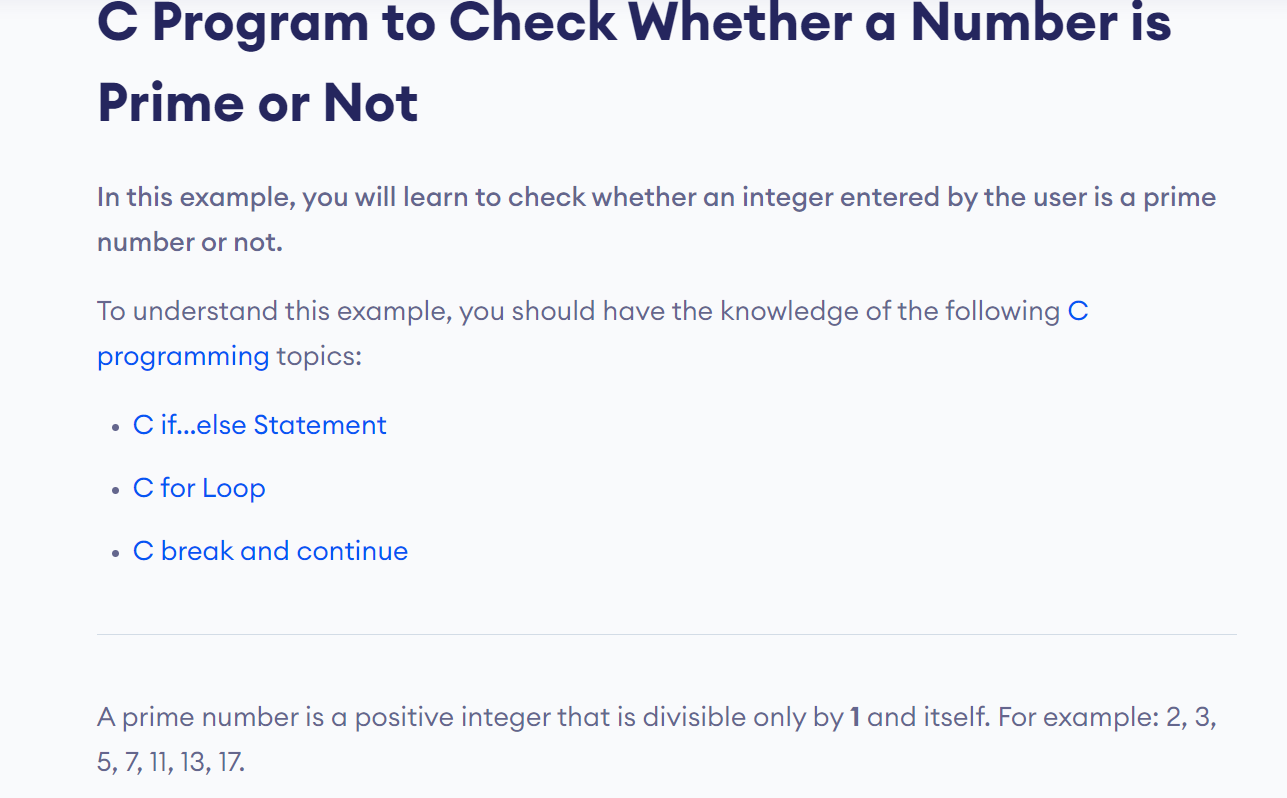 C Program to Check Whether a Number is
Prime or Not
In this example, you will learn to check whether an integer entered by the user is a prime
number or not.
To understand this example, you should have the knowledge of the following C
programming topics:
• C if...else Statement
• C for Loop
• C break and continue
A prime number is a positive integer that is divisible only by 1 and itself. For example: 2, 3,
5, 7, 11, 13, 17.